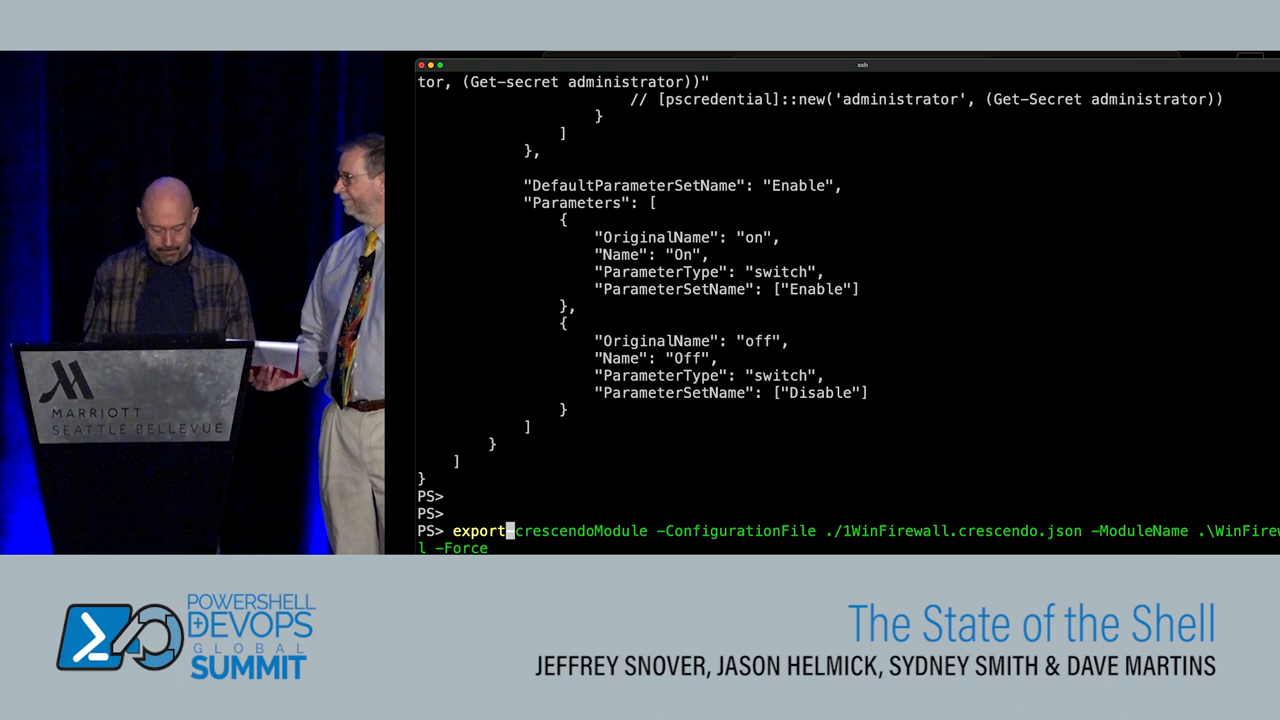 zsh
tor, (Get-secret administrator))"
// [pscredential]::new('administrator', (Get-Secret administrator))
}
]
},
"DefaultParameterSetName": "Enable",
"Parameters": [
{
"OriginalName": "on",
"Name": "On",
"ParameterType": "switch",
"ParameterSetName": ["Enable"]
},
{
"OriginalName": "off",
"Name": "Off",
"ParameterType": "switch",
"ParameterSetName": ["Disable"]
}
]
}
]
}
PS>
PS>
PS> export-crescendoModule -ConfigurationFile ./1WinFirewall.crescendo.json -ModuleName .\WinFirew
l -Force
MARRIOTT
SEATTLE BELLEVUE
POWERSHELL
+DEVOPS
GLOBAL
SUMMIT
The State of the Shell
JEFFREY SNOVER, JASON HELMICK, SYDNEY SMITH & DAVE MARTINS